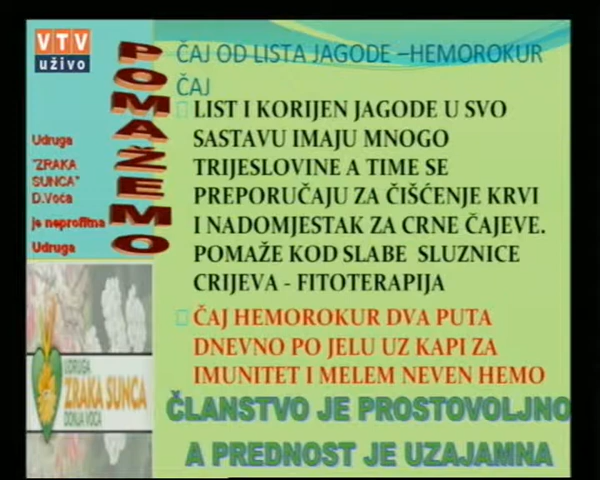 VTV
uživo
POMAŽEMO
Udruga
"ZRAKA
SUNCA"
D.Voća
je neprofitna
Udruga
ČAJ OD LISTA JAGODE –HEMOROKUR
ČAJ
LIST I KORIJEN JAGODE U SVO
SASTAVU IMAJU MNOGO
TRIJESLOVINE A TIME SE
PREPORUČAJU ZA ČIŠĆENJE KRVI
I NADOMJESTAK ZA CRNE ČAJEVE.
POMAŽE KOD SLABE SLUZNICE
CRIJEVA - FITOTERAPIJA
ČAJ HEMOROKUR DVA PUTA
DNEVNO PO JELU UZ KAPI ZA
IMUNITET I MELEM NEVEN HEMO
UDRUGA
ZRAKA SUNCA
DONJA VOĆA
ČLANSTVO JE PROSTOVOLJNO
A PREDNOST JE UZAJAMNA